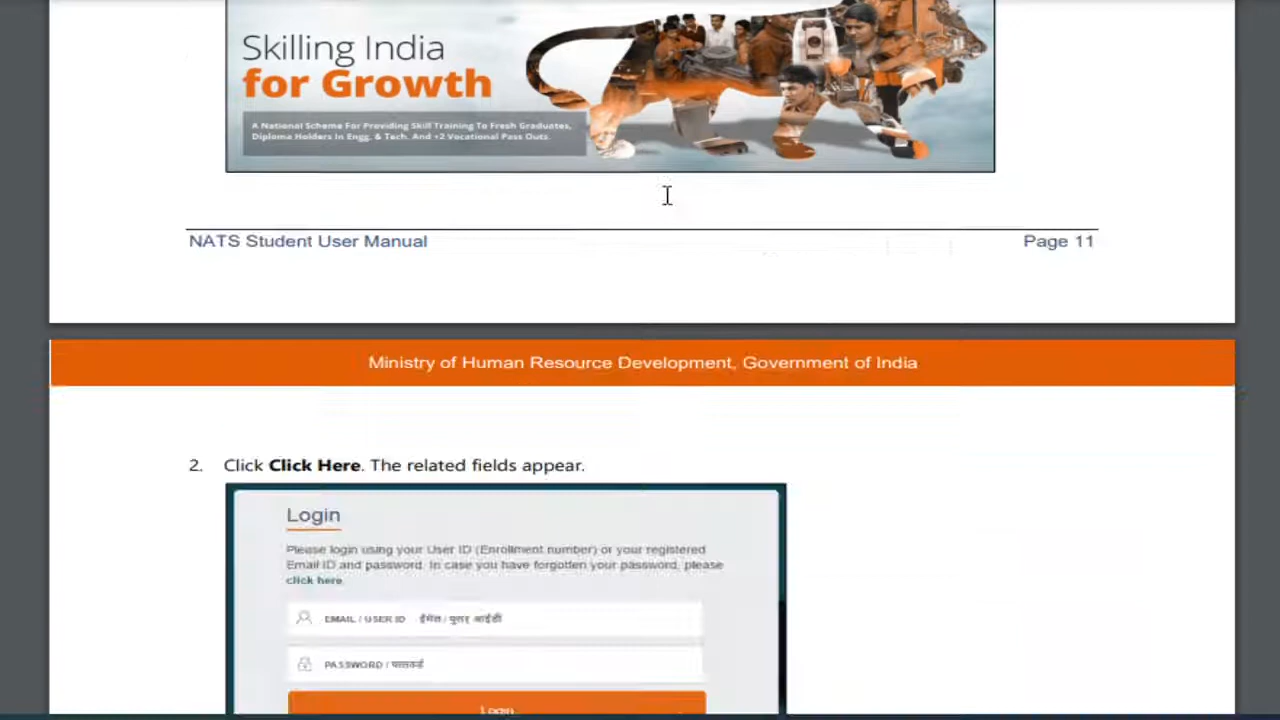 Skilling India
for Growth
A National Scheme For Providing Skill Training To Fresh Graduates,
Diploma Holders In Engg. & Tech. And +2 Vocational Pass Outs.
NATS Student User Manual
Page 11
Ministry of Human Resource Development, Government of India
2. Click Click Here. The related fields appear.
Login
Please login using your User ID (Enrollment number) or your registered
Email ID and password. In case you have forgotten your password, please
click here
EMAIL / USER ID ईमेल / यूसर आईडी
PASSWORD / पासवर्ड
Login